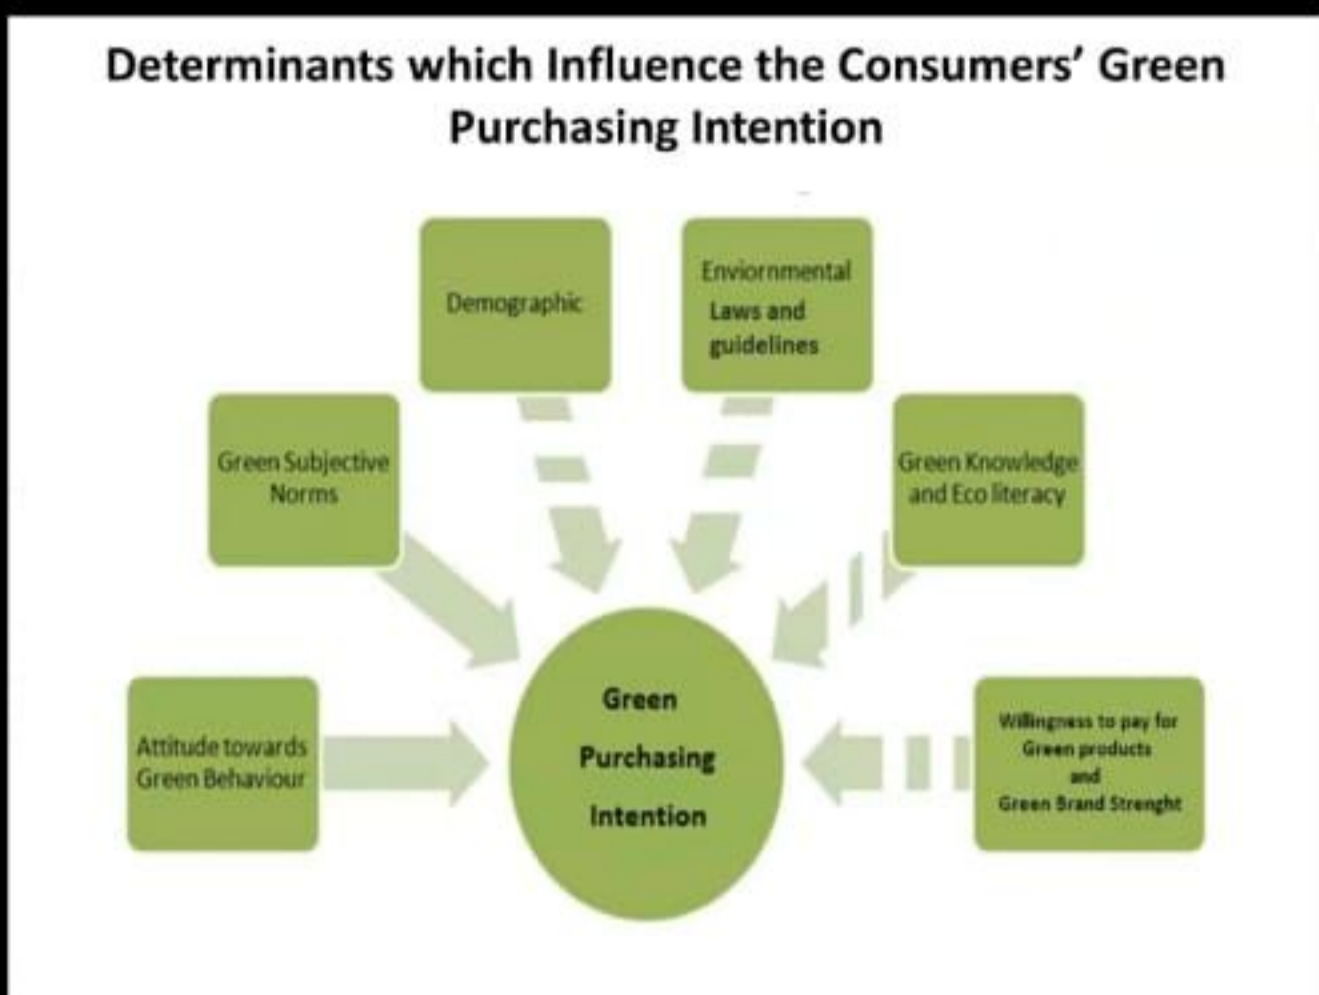 Determinants which Influence the Consumers' Green
Purchasing Intention
Demographic
Enviornmental
Laws and
guidelines
Green Subjective
Norms
Green Knowledge
and Eco literacy
Attitude towards
Green Behaviour
Green
Purchasing
Intention
Willingness to pay for
Green products
and
Green Brand Strenght